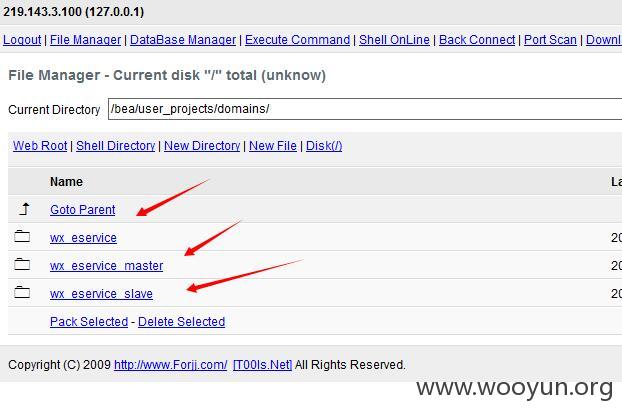 219.143.3.100 (127.0.0.1)
Logout | File Manager | DataBase Manager | Execute Command | Shell OnLine | Back Connect | Port Scan | Downl
File Manager - Current disk "/" total (unknow)
Current Directory /bea/user_projects/domains/
Web Root | Shell Directory | New Directory | New File | Disk(/)
Name La
Goto Parent
wx_eservice 20
wx_eservice_master 20
wx_eservice_slave 20
Pack Selected - Delete Selected
Copyright (C) 2009 http://www.Forjj.com/ [T00ls.Net] All Rights Reserved.
www.wooyun.org